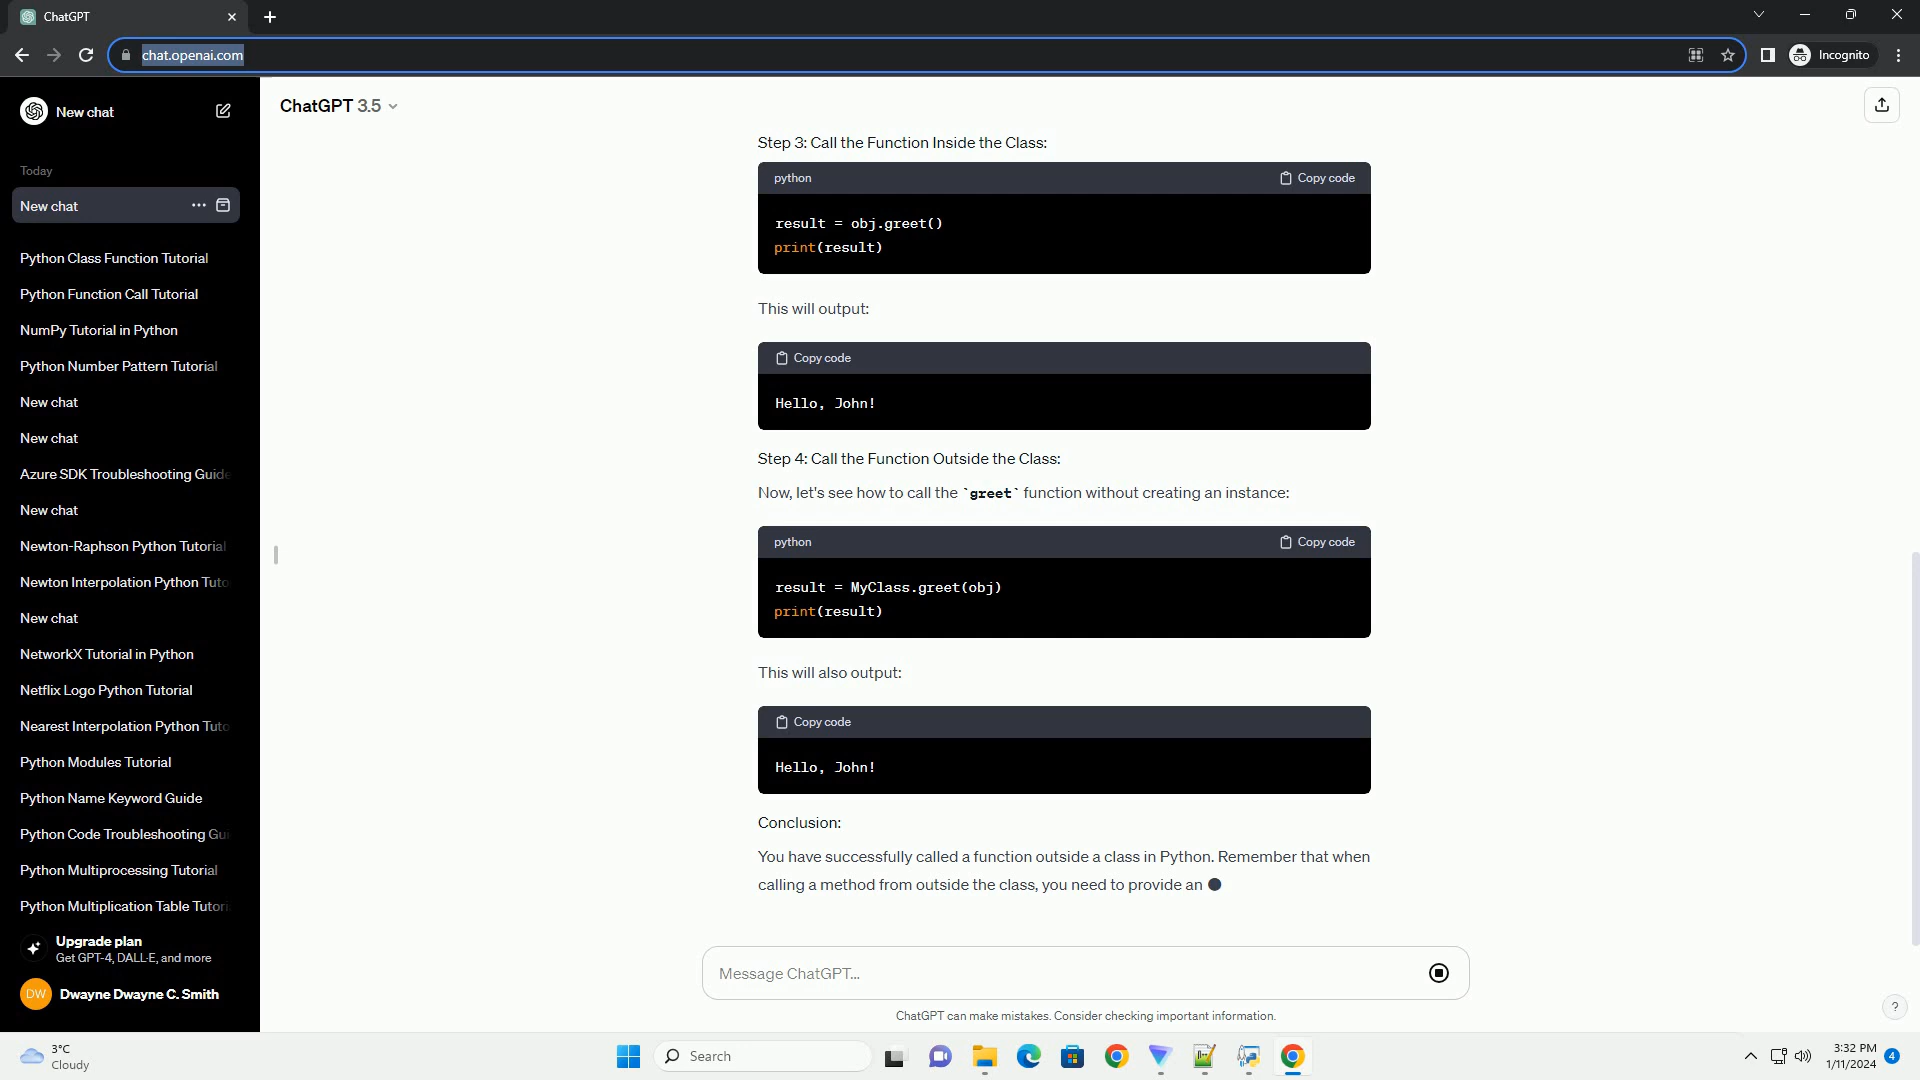 ChatGPT
chat.openai.com
Incognito
New chat
Today
New chat
Python Class Function Tutorial
Python Function Call Tutorial
NumPy Tutorial in Python
Python Number Pattern Tutorial
New chat
New chat
Azure SDK Troubleshooting Guide
New chat
Newton-Raphson Python Tutorial
Newton Interpolation Python Tuto
New chat
NetworkX Tutorial in Python
Netflix Logo Python Tutorial
Nearest Interpolation Python Tuto
Python Modules Tutorial
Python Name Keyword Guide
Python Code Troubleshooting Gui
Python Multiprocessing Tutorial
Python Multiplication Table Tutori
Upgrade plan
Get GPT-4, DALL·E, and more
DW Dwayne Dwayne C. Smith
ChatGPT 3.5
Step 3: Call the Function Inside the Class:
python Copy code
result = obj.greet()
print(result)
This will output:
Copy code
Hello, John!
Step 4: Call the Function Outside the Class:
Now, let's see how to call the `greet` function without creating an instance:
python Copy code
result = MyClass.greet(obj)
print(result)
This will also output:
Copy code
Hello, John!
Conclusion:
You have successfully called a function outside a class in Python. Remember that when
calling a method from outside the class, you need to provide an
Message ChatGPT...
ChatGPT can make mistakes. Consider checking important information.
?
3°C
Cloudy
Search
3:32 PM
1/11/2024
4